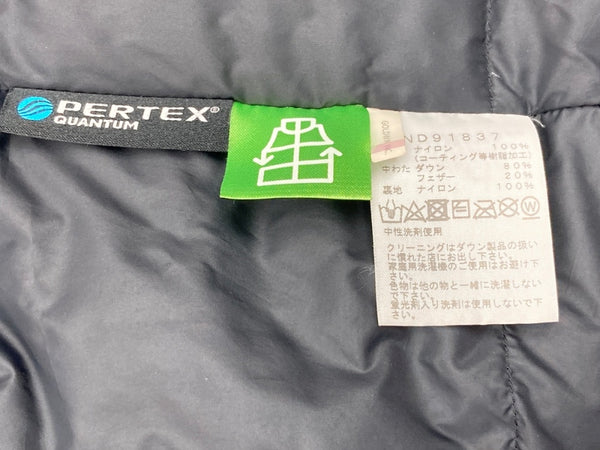 PERTEX®
QUANTUM
ND91837
ナイロン 100%
(コーティング等樹脂加工)
中わた ダウン 80%
フェザー 20%
裏地 ナイロン 100%
中性洗剤使用
クリーニングはダウン製品の扱い
に慣れた店にお出し下さい。
家庭用洗濯機のご使用はお避け下
さい。
色物は他の物と一緒に洗濯しないで
下さい。
蛍光剤入り洗剤は使用しないで下
さい。